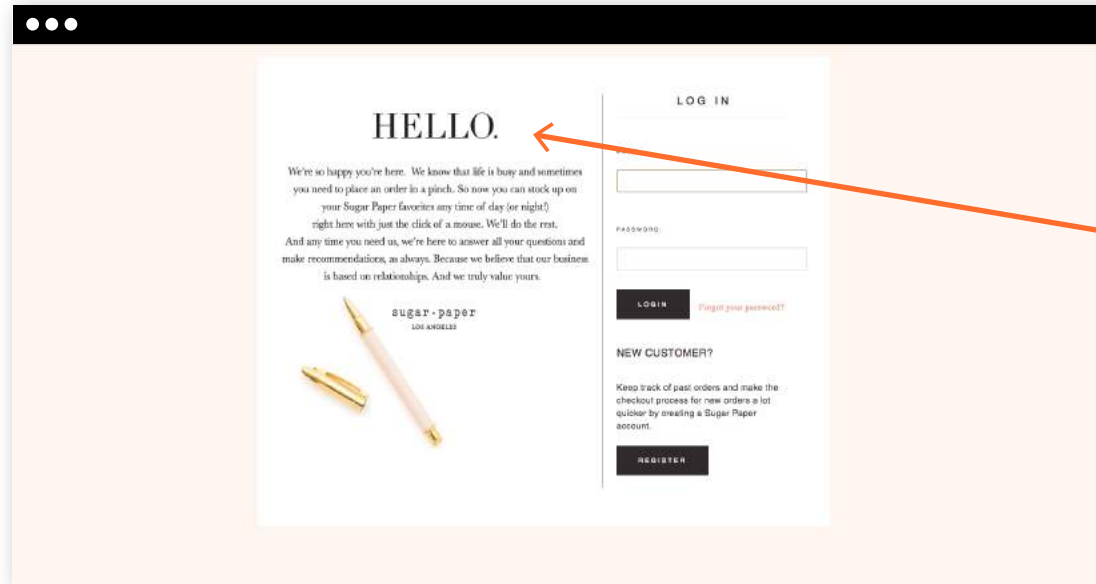 HELLO.
We're so happy you're here. We know that life is busy and sometimes
you need to place an order in a pinch. So now you can stock up on
your Sugar Paper favorites any time of day (or night!)
right here with just the click of a mouse. We'll do the rest.
And any time you need us, we're here to answer all your questions and
make recommendations, as always. Because we believe that our business
is based on relationships. And we truly value yours.
sugar·paper
LOS ANGELES
LOG IN
PASSWORD:
LOGIN
Forgot your password?
NEW CUSTOMER?
Keep track of past orders and make the
checkout process for new orders a lot
quicker by creating a Sugar Paper
account.
REGISTER